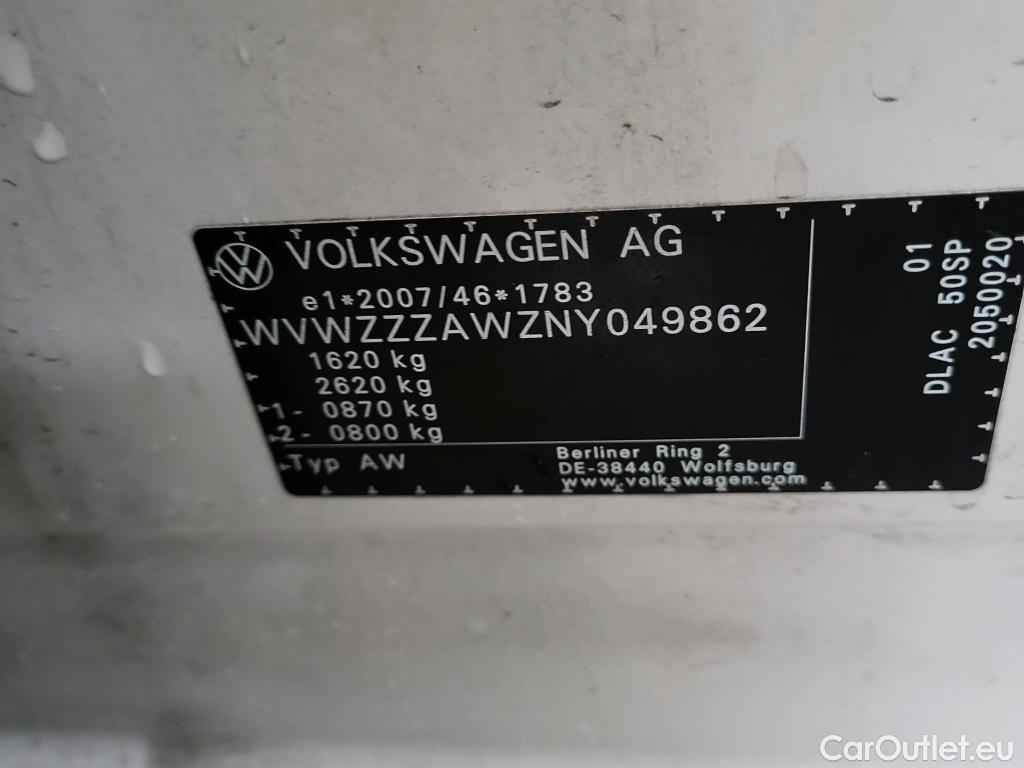 VOLKSWAGEN AG
e1*2007/46*1783
WVWZZZAWZNY049862
1620 kg
2620 kg
1- 0870 kg
2- 0800 kg
Typ AW
Berliner Ring 2
DE-38440 Wolfsburg
www.volkswagen.com
01
DLAC 50SP
2050020
CarOutlet.eu